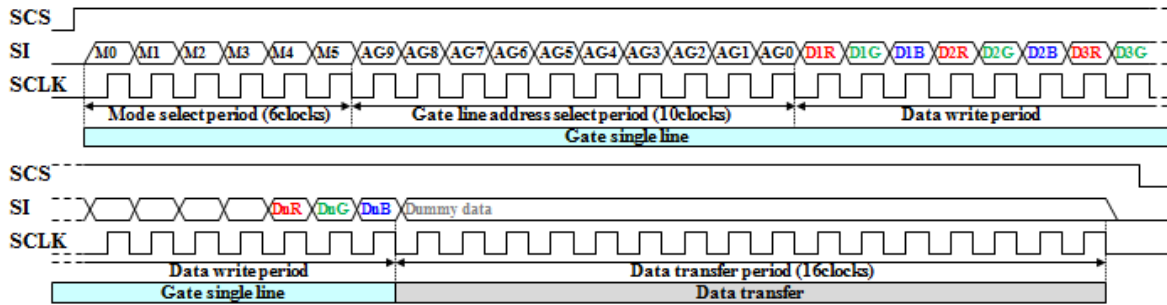 SCS
SI M0 M1 M2 M3 M4 M5 AG9 AG8 AG7 AG6 AG5 AG4 AG3 AG2 AG1 AG0 D1R D1G D1B D2R D2G D2B D3R D3G
SCLK
Mode select period (6clocks) Gate line address select period (10clocks) Data write period
Gate single line
SCS
SI DnR DnG DnB Dummy data
SCLK
Data write period Data transfer period (16clocks)
Gate single line Data transfer